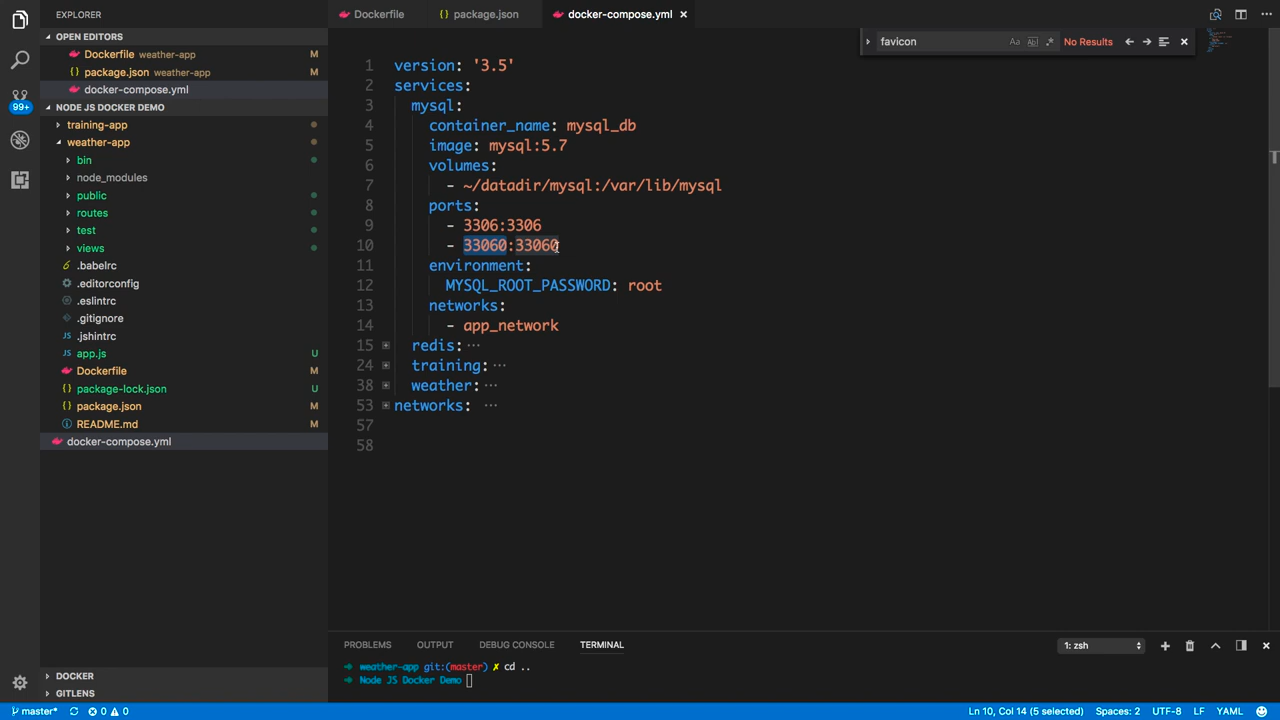 EXPLORER
OPEN EDITORS
Dockerfile weather-app M
package.json weather-app M
docker-compose.yml
99+
NODE JS DOCKER DEMO
training-app
weather-app
bin
node_modules
public
routes
test
views
.babelrc
.editorconfig
.eslintrc
.gitignore
.jshintrc
JS app.js U
Dockerfile M
{} package-lock.json U
{} package.json M
README.md M
docker-compose.yml
DOCKER
GITLENS
Dockerfile {} package.json docker-compose.yml
favicon Aa Ab| .* No Results
1 version: '3.5'
2 services:
3 mysql:
4 container_name: mysql_db
5 image: mysql:5.7
6 volumes:
7 - ~/datadir/mysql:/var/lib/mysql
8 ports:
9 - 3306:3306
10 - 33060:33060
11 environment:
12 MYSQL_ROOT_PASSWORD: root
13 networks:
14 - app_network
15 redis: ...
24 training: ...
38 weather: ...
53 networks: ...
57
58
PROBLEMS OUTPUT DEBUG CONSOLE TERMINAL 1: zsh
➜ weather-app git:(master) ✗ cd ..
➜ Node JS Docker Demo
master* 0 0 Ln 10, Col 14 (5 selected) Spaces: 2 UTF-8 LF YAML